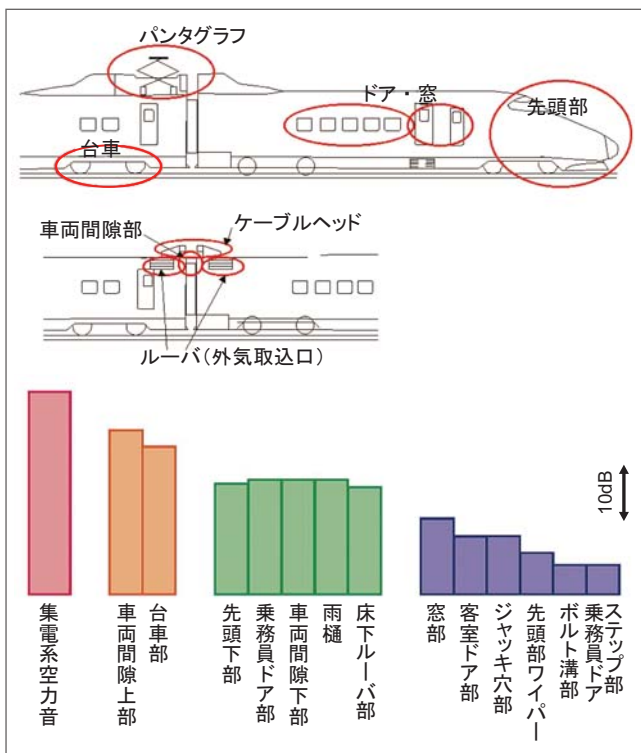 パンタグラフ
ドア・窓
先頭部
台車
車両間隙部
ケーブルヘッド
ルーバ（外気取込口）
10dB
集電系空力音
車両間隙上部
台車部
先頭下部
乗務員ドア部
車両間隙下部
雨樋
床下ルーバ部
窓部
客室ドア部
ジャッキ穴部
先頭部ワイパー
ボルト溝部
乗務員ドア
ステップ部